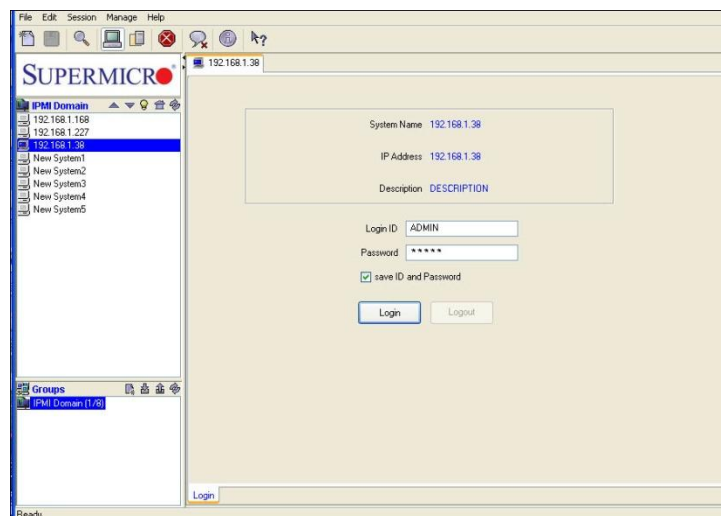 File Edit Session Manage Help
SUPERMICRO
192.168.1.38
IPMI Domain
192.168.1.168
192.168.1.227
192.168.1.38
New System1
New System2
New System3
New System4
New System5
System Name 192.168.1.38
IP Address 192.168.1.38
Description DESCRIPTION
Login ID ADMIN
Password *****
save ID and Password
Login Logout
Groups
IPMI Domain (1/8)
Login
Ready